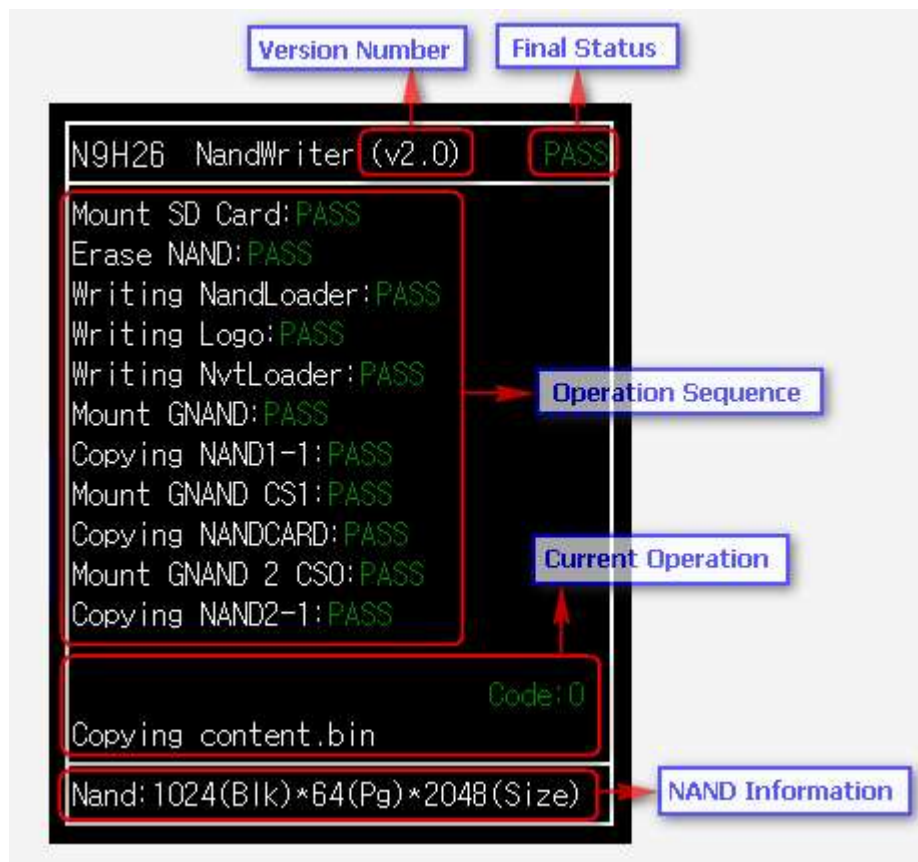 Version Number
Final Status
N9H26 NandWriter (v2.0) PASS
Mount SD Card:PASS
Erase NAND:PASS
Writing NandLoader:PASS
Writing Logo:PASS
Writing NvtLoader:PASS
Mount GNAND:PASS
Copying NAND1-1:PASS
Mount GNAND CS1:PASS
Copying NANDCARD:PASS
Mount GNAND 2 CS0:PASS
Copying NAND2-1:PASS
Operation Sequence
Current Operation
Code:0
Copying content.bin
Nand:1024(Blk)*64(Pg)*2048(Size)
NAND Information